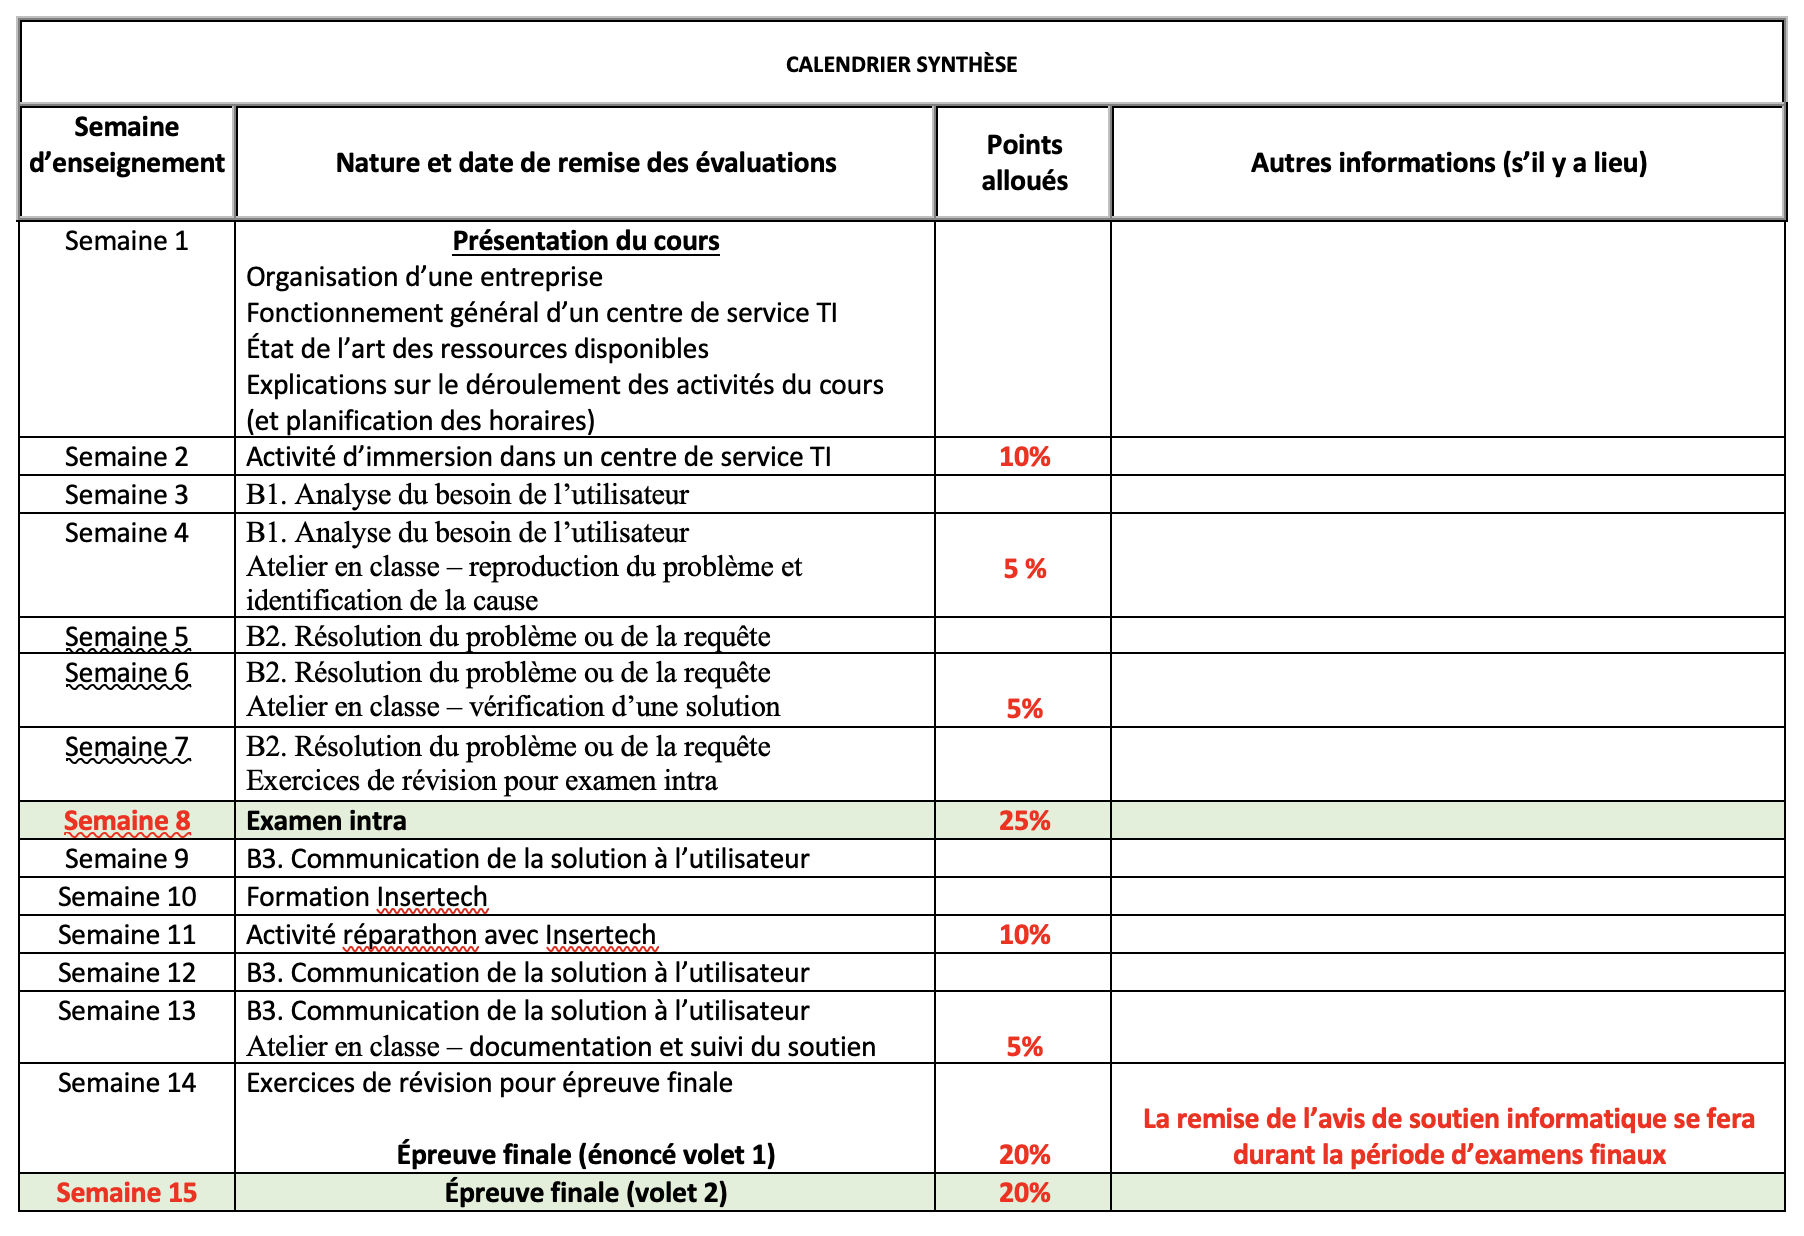 CALENDRIER SYNTHÈSE
Semaine
d’enseignement
Nature et date de remise des évaluations
Points
alloués
Autres informations (s’il y a lieu)
Semaine 1
Présentation du cours
Organisation d’une entreprise
Fonctionnement général d’un centre de service TI
État de l’art des ressources disponibles
Explications sur le déroulement des activités du cours
(et planification des horaires)
Semaine 2
Activité d’immersion dans un centre de service TI
10%
Semaine 3
B1. Analyse du besoin de l’utilisateur
Semaine 4
B1. Analyse du besoin de l’utilisateur
Atelier en classe – reproduction du problème et
identification de la cause
5 %
Semaine 5
B2. Résolution du problème ou de la requête
Semaine 6
B2. Résolution du problème ou de la requête
Atelier en classe – vérification d’une solution
5%
Semaine 7
B2. Résolution du problème ou de la requête
Exercices de révision pour examen intra
Semaine 8
Examen intra
25%
Semaine 9
B3. Communication de la solution à l’utilisateur
Semaine 10
Formation Insertech
Semaine 11
Activité réparathon avec Insertech
10%
Semaine 12
B3. Communication de la solution à l’utilisateur
Semaine 13
B3. Communication de la solution à l’utilisateur
Atelier en classe – documentation et suivi du soutien
5%
Semaine 14
Exercices de révision pour épreuve finale
Épreuve finale (énoncé volet 1)
20%
La remise de l’avis de soutien informatique se fera
durant la période d’examens finaux
Semaine 15
Épreuve finale (volet 2)
20%